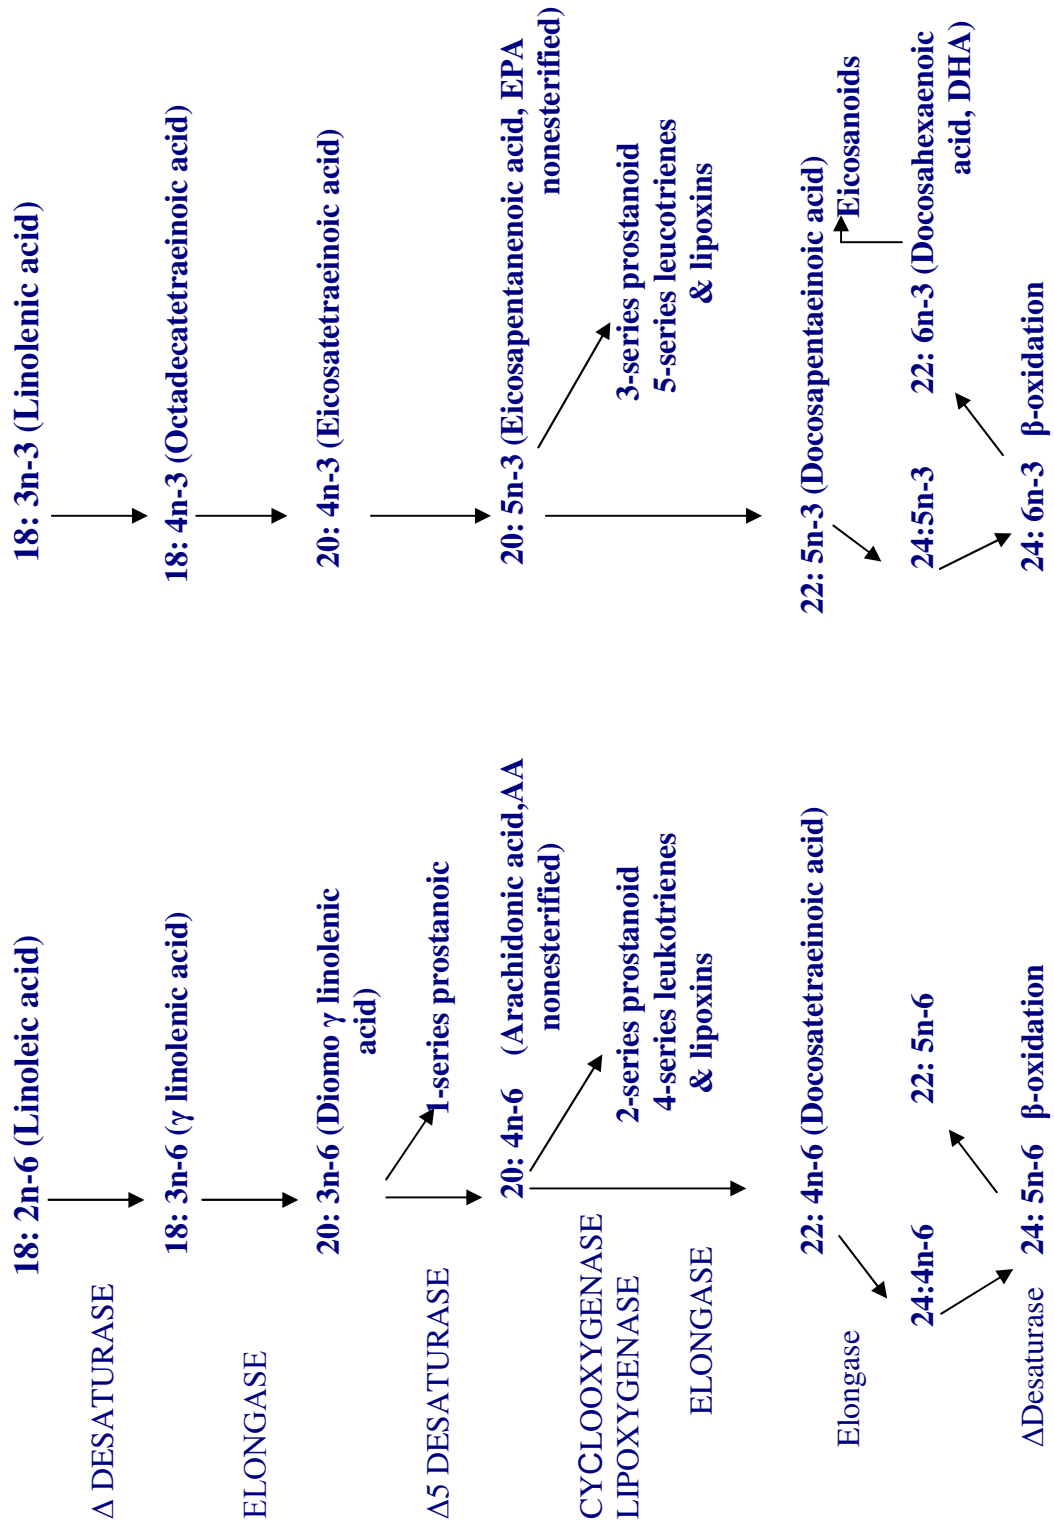 18: 2n-6 (Linoleic acid)
18: 3n-3 (Linolenic acid)
Δ DESATURASE
18: 3n-6 (γ linolenic acid)
18: 4n-3 (Octadecatetraeinoic acid)
ELONGASE
20: 3n-6 (Diomo γ linolenic
acid)
20: 4n-3 (Eicosatetraeinoic acid)
Δ5 DESATURASE
1-series prostanoic
20: 4n-6 (Arachidonic acid,AA
nonesterified)
20: 5n-3 (Eicosapentanenoic acid, EPA
nonesterified)
CYCLOOXYGENASE
LIPOXYGENASE
2-series prostanoid
4-series leukotrienes
& lipoxins
3-series prostanoid
5-series leucotrienes
& lipoxins
ELONGASE
22: 4n-6 (Docosatetraeinoic acid)
22: 5n-3 (Docosapentaeinoic acid)
Elongase
Eicosanoids
24:4n-6
22: 5n-6
24:5n-3
22: 6n-3 (Docosahexaenoic
acid, DHA)
ΔDesaturase
24: 5n-6 β-oxidation
24: 6n-3 β-oxidation